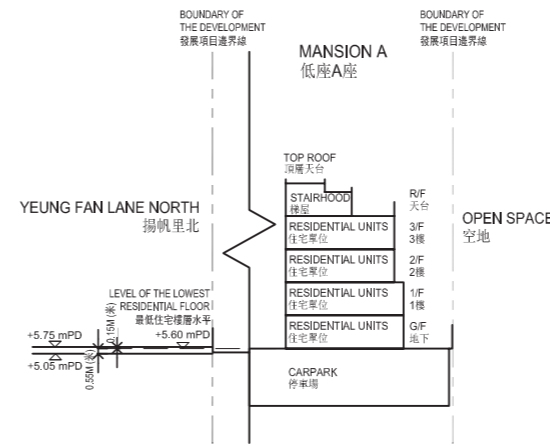 BOUNDARY OF
THE DEVELOPMENT
發展項目邊界線
BOUNDARY OF
THE DEVELOPMENT
發展項目邊界線
MANSION A
低座A座
TOP ROOF
頂層天台
STAIRHOOD
梯屋
R/F
天台
YEUNG FAN LANE NORTH
揚帆里北
OPEN SPACE
空地
RESIDENTIAL UNITS
住宅單位
3/F
3樓
RESIDENTIAL UNITS
住宅單位
2/F
2樓
RESIDENTIAL UNITS
住宅單位
1/F
1樓
RESIDENTIAL UNITS
住宅單位
G/F
地下
LEVEL OF THE LOWEST
RESIDENTIAL FLOOR
最低住宅樓層水平
+5.75 mPD
0.15M (米)
+5.60 mPD
+5.05 mPD
0.55M (米)
CARPARK
停車場